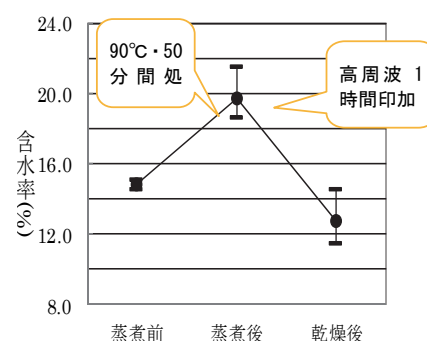 24.0
20.0
16.0
12.0
8.0
含水率(%)
90℃・50
分間処
高周波 1
時間印加
蒸煮前
蒸煮後
乾燥後